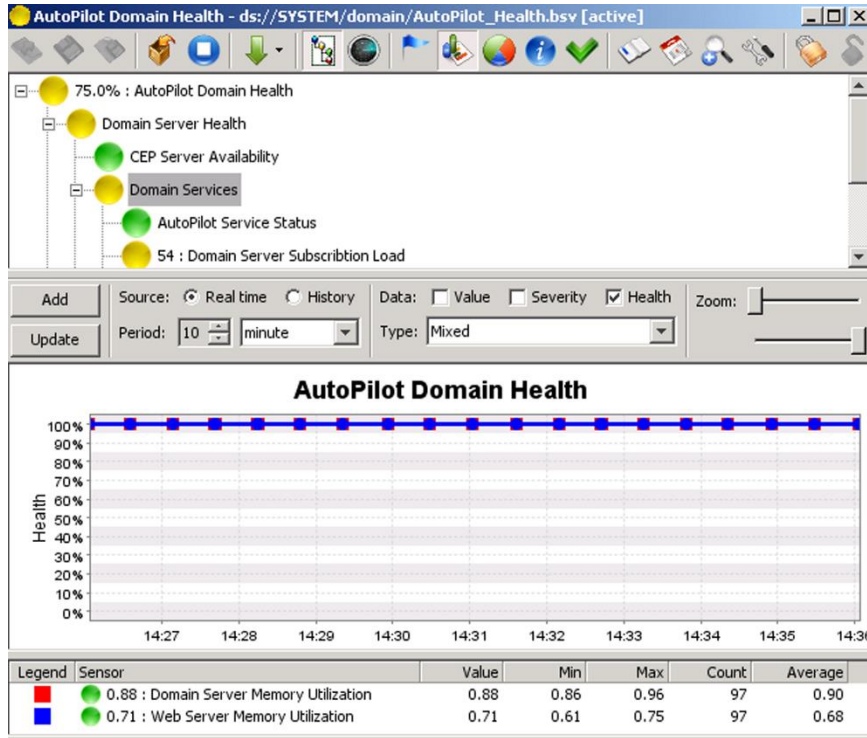 AutoPilot Domain Health - ds://SYSTEM/domain/AutoPilot_Health.bsv [active]
75.0% : AutoPilot Domain Health
Domain Server Health
CEP Server Availability
Domain Services
AutoPilot Service Status
54 : Domain Server Subscribtion Load
Add
Source: Real time History
Data: Value Severity Health
Zoom:
Update
Period: 10 minute
Type: Mixed
AutoPilot Domain Health
Health
100%
90%
80%
70%
60%
50%
40%
30%
20%
10%
0%
14:27 14:28 14:29 14:30 14:31 14:32 14:33 14:34 14:35
Legend Sensor Value Min Max Count Average
0.88 : Domain Server Memory Utilization 0.88 0.86 0.96 97 0.90
0.71 : Web Server Memory Utilization 0.71 0.61 0.75 97 0.68